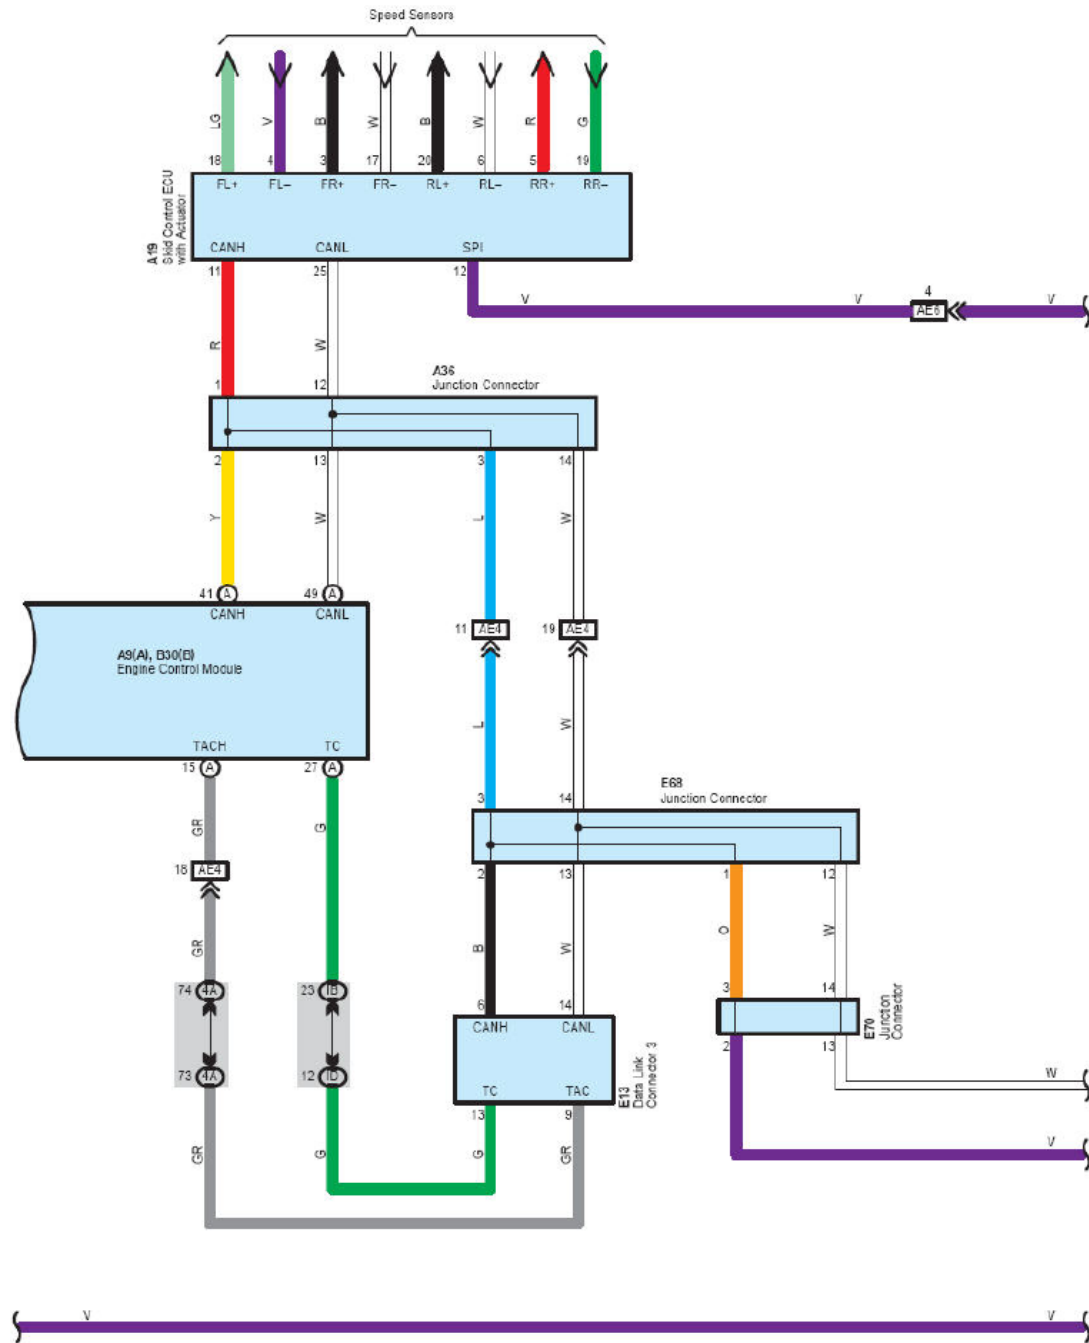 Speed Sensors
LG V B W B W R G
18 4 3 17 20 6 5 19
FL+ FL− FR+ FR− RL+ RL− RR+ RR−
A19
Skid Control ECU
with Actuator
CANH CANL SPI
11 25 12
V V 4 V
AE6
R W
A36
Junction Connector
1 12
2 13 3 14
Y W L W
41 A 49 A
CANH CANL
11 AE4 19 AE4
A9(A), B30(B)
Engine Control Module
L W
TACH TC
15 A 27 A
E68
Junction Connector
3 14
GR G
18 AE4
2 13 1 12
GR
B W O W
74 4A 23 IB
3 14
6 14
E70
Junction
Connector
CANH CANL
2 13
73 4A 12 ID
W
E13
Data Link
Connector 3
TC TAC
13 9
GR G G GR
V
V V